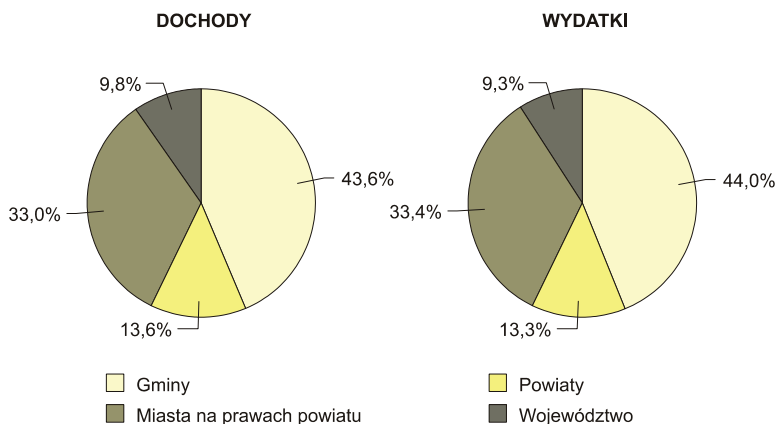 DOCHODY
WYDATKI
9,8%
43,6%
33,0%
13,6%
9,3%
44,0%
33,4%
13,3%
Gminy
Powiaty
Miasta na prawach powiatu
Województwo